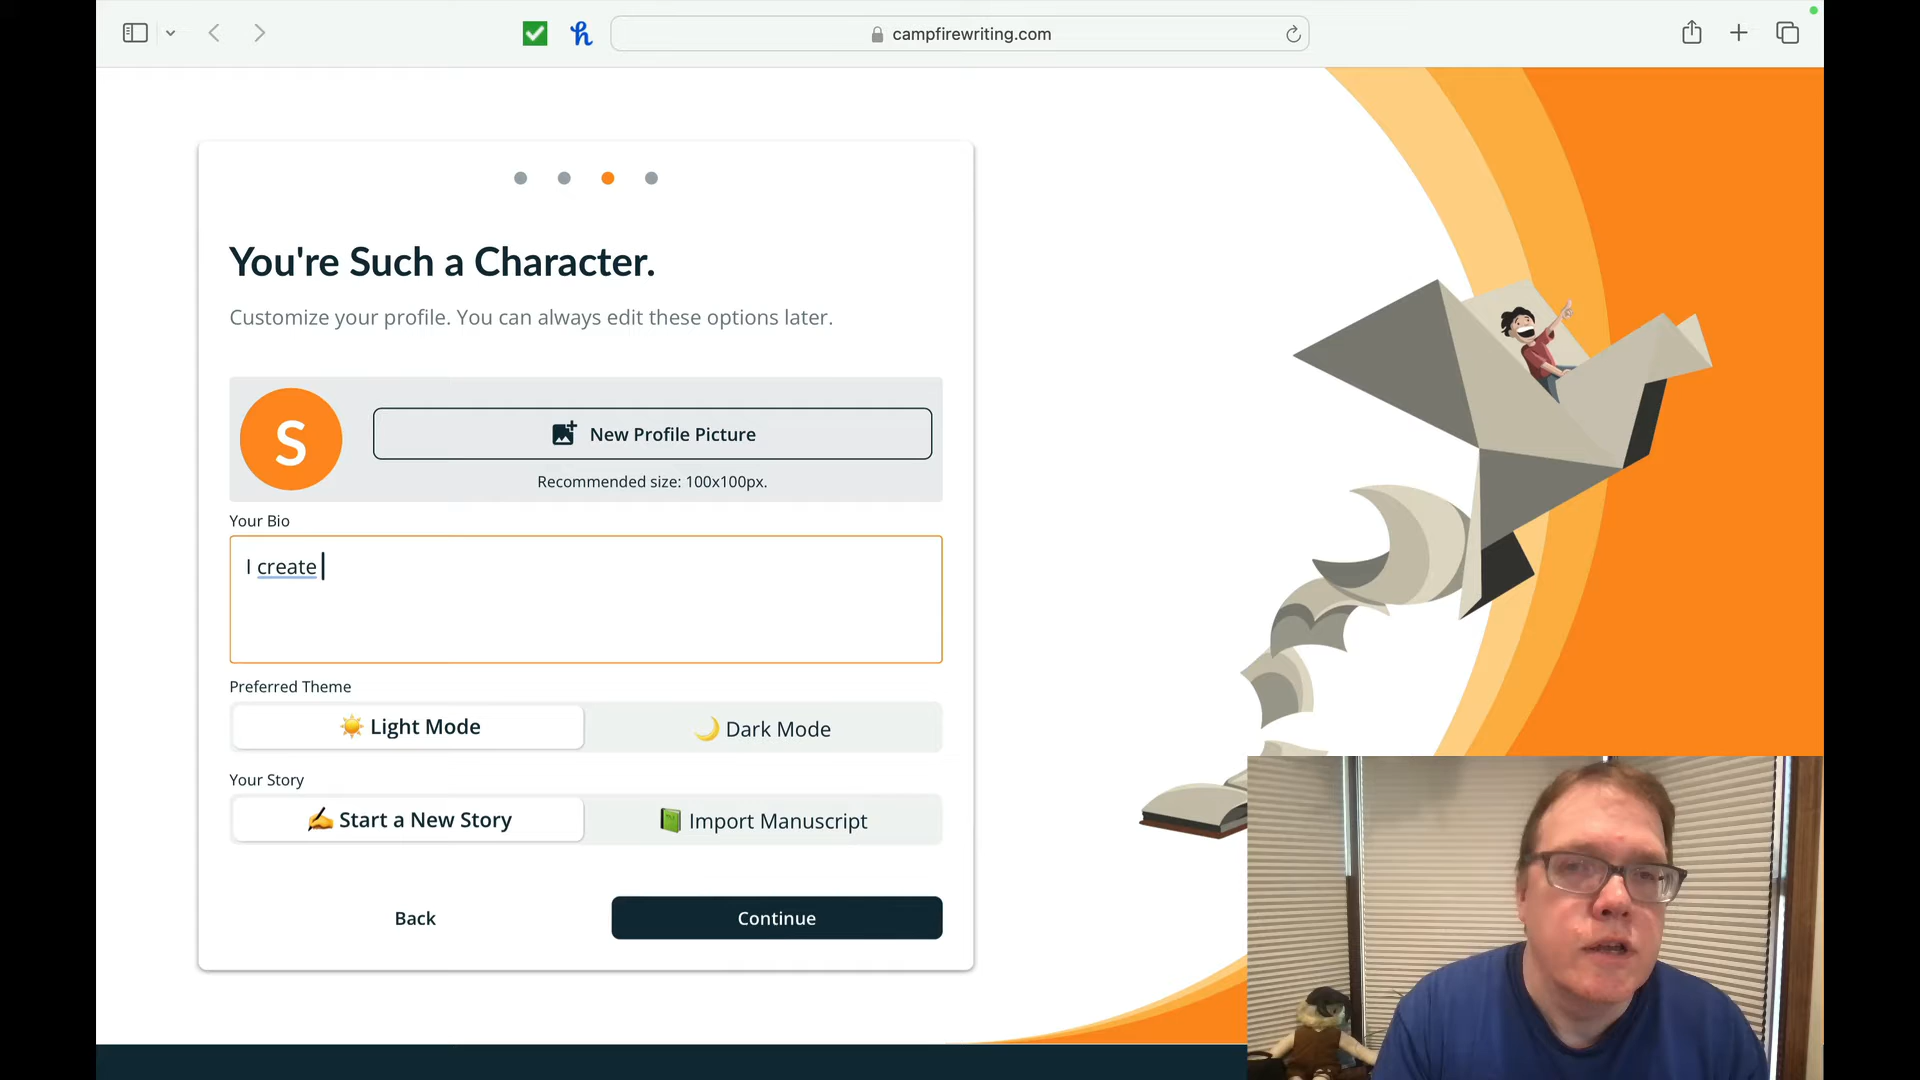 campfirewriting.com
You're Such a Character.
Customize your profile. You can always edit these options later.
S
New Profile Picture
Recommended size: 100x100px.
Your Bio
I create
Preferred Theme
☀️ Light Mode
🌙 Dark Mode
Your Story
✍️ Start a New Story
📗 Import Manuscript
Back
Continue